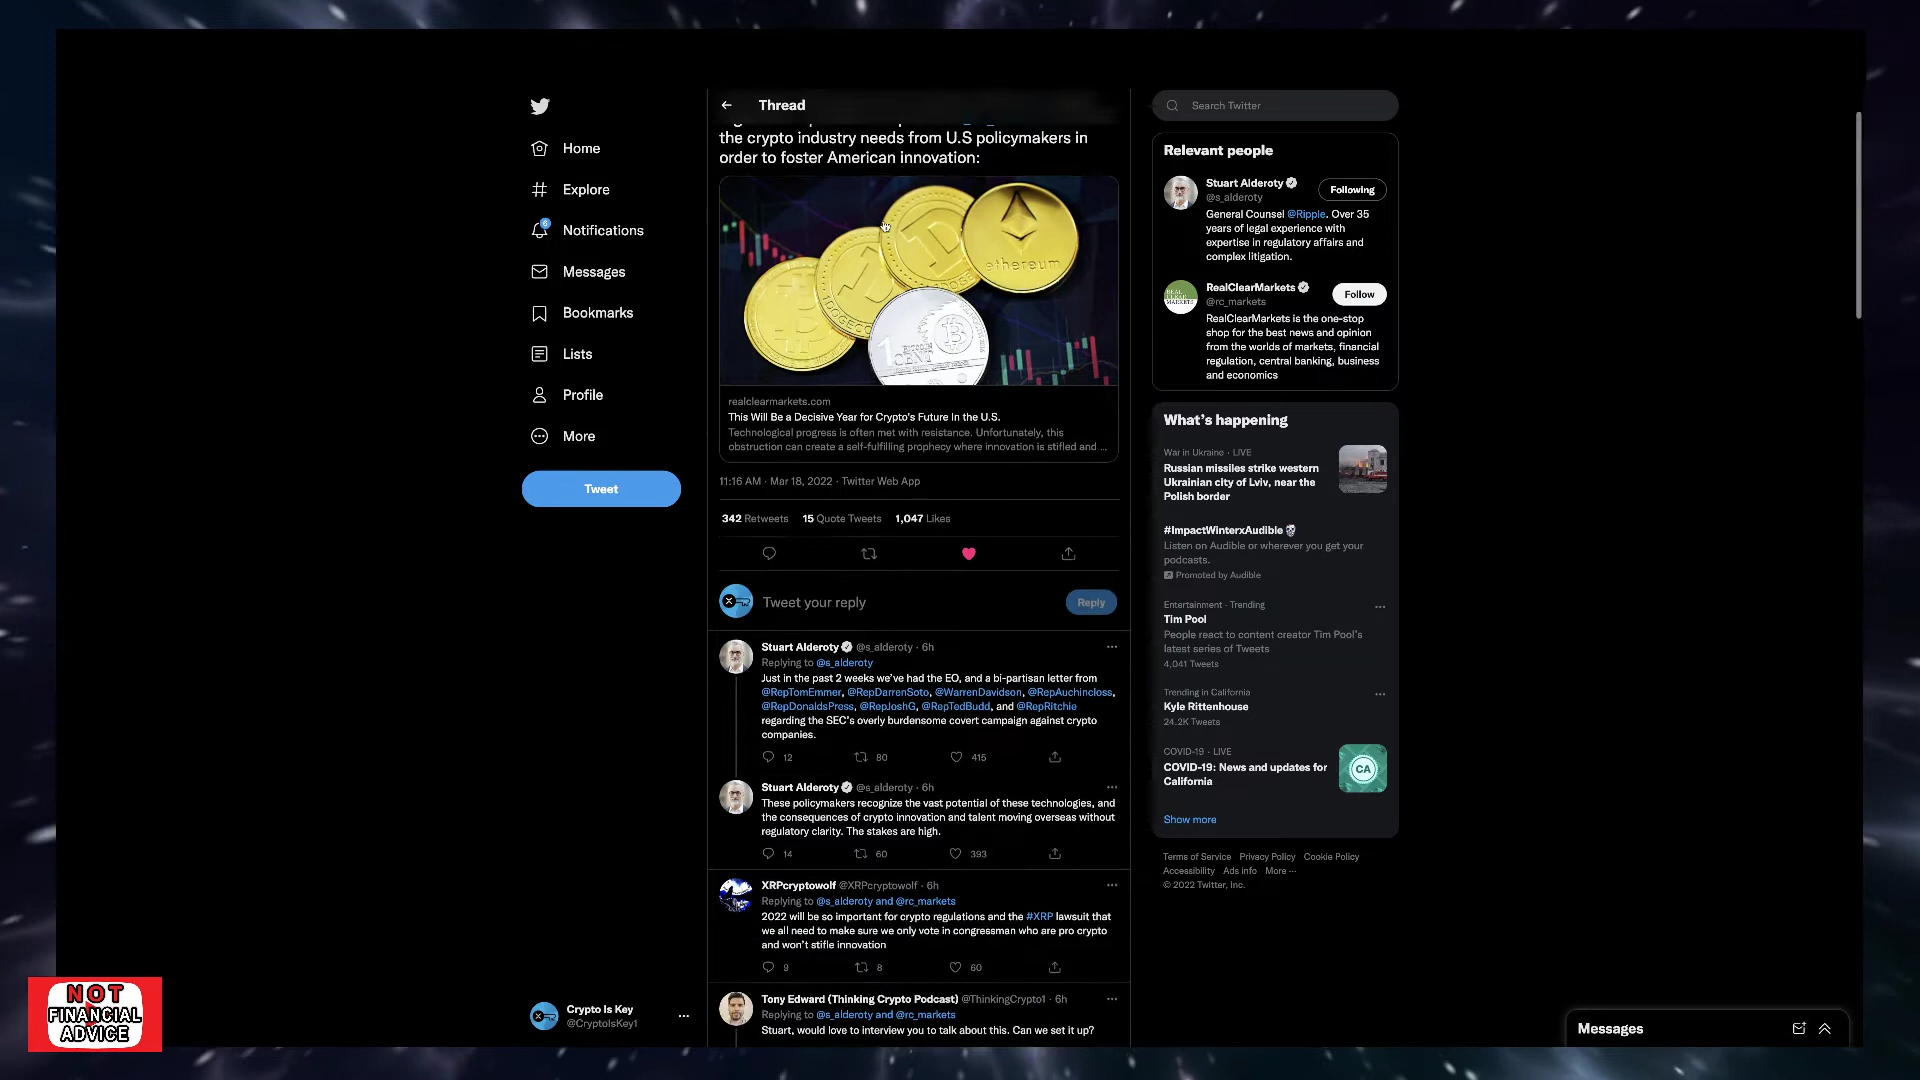 Home
Explore
6
Notifications
Messages
Bookmarks
Lists
Profile
More
Tweet
Crypto Is Key
@CryptoIsKey1
NOT
FINANCIAL
ADVICE
Thread
the crypto industry needs from U.S policymakers in
order to foster American innovation:
ethereum
1DOGE
1DOGECO
1
BITCOIN
CENT
realclearmarkets.com
This Will Be a Decisive Year for Crypto's Future In the U.S.
Technological progress is often met with resistance. Unfortunately, this
obstruction can create a self-fulfilling prophecy where innovation is stifled and ...
11:16 AM · Mar 18, 2022 · Twitter Web App
342 Retweets 15 Quote Tweets 1,047 Likes
Tweet your reply
Reply
Stuart Alderoty @s_alderoty · 6h
Replying to @s_alderoty
Just in the past 2 weeks we've had the EO, and a bi-partisan letter from
@RepTomEmmer, @RepDarrenSoto, @WarrenDavidson, @RepAuchincloss,
@RepDonaldsPress, @RepJoshG, @RepTedBudd, and @RepRitchie
regarding the SEC's overly burdensome covert campaign against crypto
companies.
12 80 415
Stuart Alderoty @s_alderoty · 6h
These policymakers recognize the vast potential of these technologies, and
the consequences of crypto innovation and talent moving overseas without
regulatory clarity. The stakes are high.
14 60 393
XRPcryptowolf @XRPcryptowolf · 6h
Replying to @s_alderoty and @rc_markets
2022 will be so important for crypto regulations and the #XRP lawsuit that
we all need to make sure we only vote in congressman who are pro crypto
and won't stifle innovation
9 8 60
Tony Edward (Thinking Crypto Podcast) @ThinkingCrypto1 · 6h
Replying to @s_alderoty and @rc_markets
Stuart, would love to interview you to talk about this. Can we set it up?
Search Twitter
Relevant people
Stuart Alderoty
@s_alderoty
Following
General Counsel @Ripple. Over 35
years of legal experience with
expertise in regulatory affairs and
complex litigation.
REAL
CLEAR
MARKETS
RealClearMarkets
@rc_markets
Follow
RealClearMarkets is the one-stop
shop for the best news and opinion
from the worlds of markets, financial
regulation, central banking, business
and economics
What's happening
War in Ukraine · LIVE
Russian missiles strike western
Ukrainian city of Lviv, near the
Polish border
#ImpactWinterxAudible
Listen on Audible or wherever you get your
podcasts.
Promoted by Audible
Entertainment · Trending
Tim Pool
People react to content creator Tim Pool's
latest series of Tweets
4,041 Tweets
Trending in California
Kyle Rittenhouse
24.2K Tweets
COVID-19 · LIVE
COVID-19: News and updates for
California
CA
Show more
Terms of Service Privacy Policy Cookie Policy
Accessibility Ads info More ···
© 2022 Twitter, Inc.
Messages